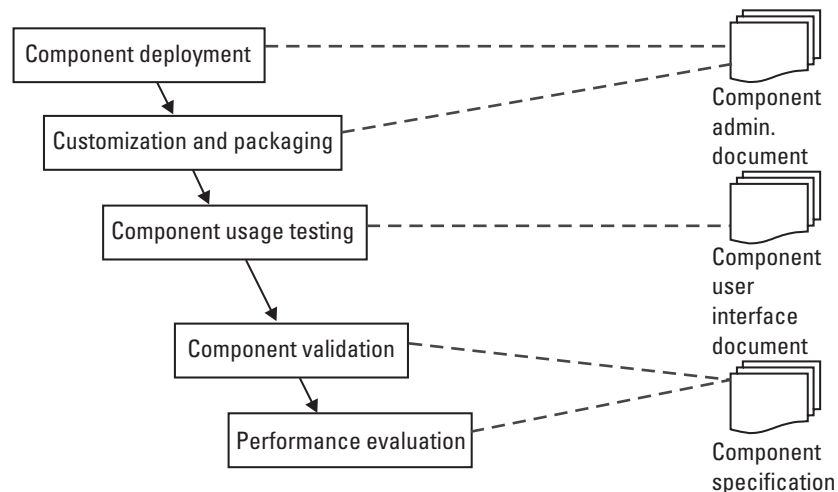 Component deployment
Component
admin.
document
Customization and packaging
Component usage testing
Component
user
interface
document
Component validation
Performance evaluation
Component
specification